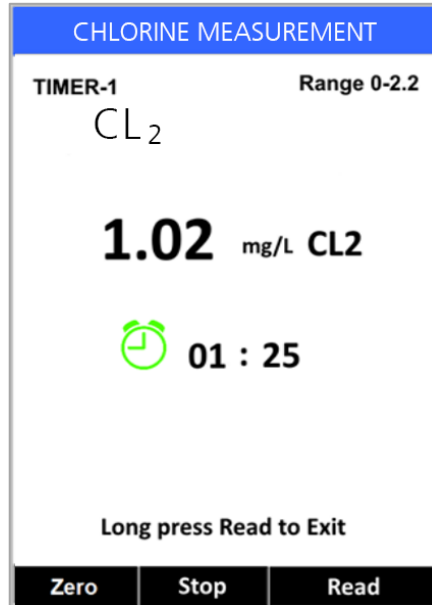 CHLORINE MEASUREMENT
TIMER-1 Range 0-2.2
CL2
1.02 mg/L CL2
01 : 25
Long press Read to Exit
Zero Stop Read